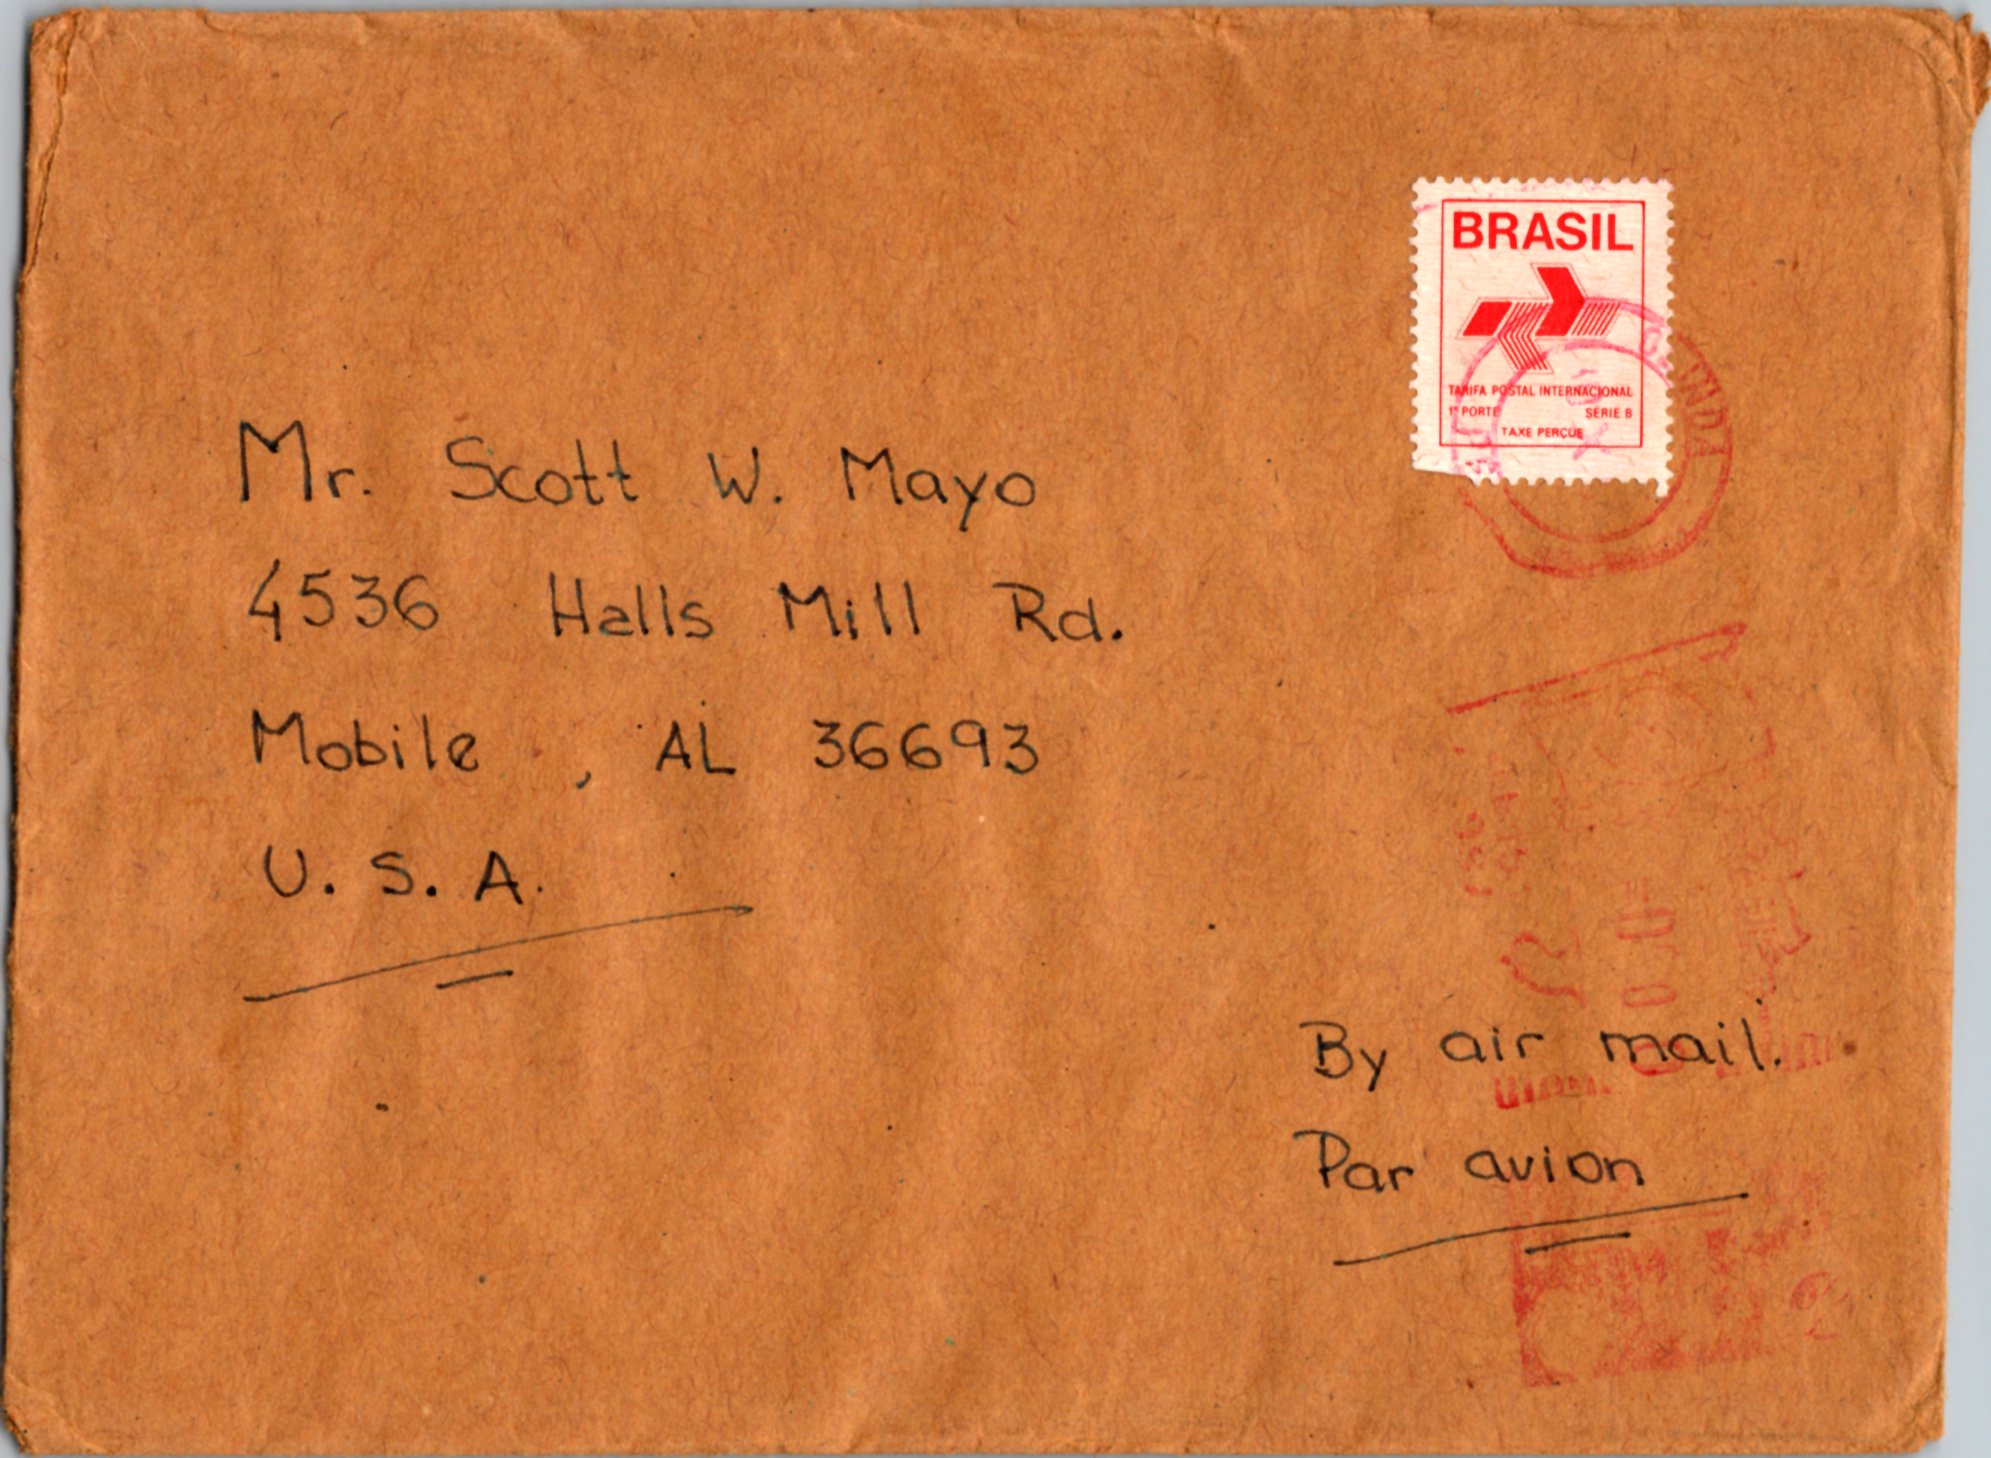 BRASIL
TARIFA POSTAL INTERNACIONAL
1º PORTE SÉRIE B
TAXE PERÇUE
Mr. Scott W. Mayo
4536 Halls Mill Rd.
Mobile, AL 36693
U. S. A.
By air mail.
Par avion